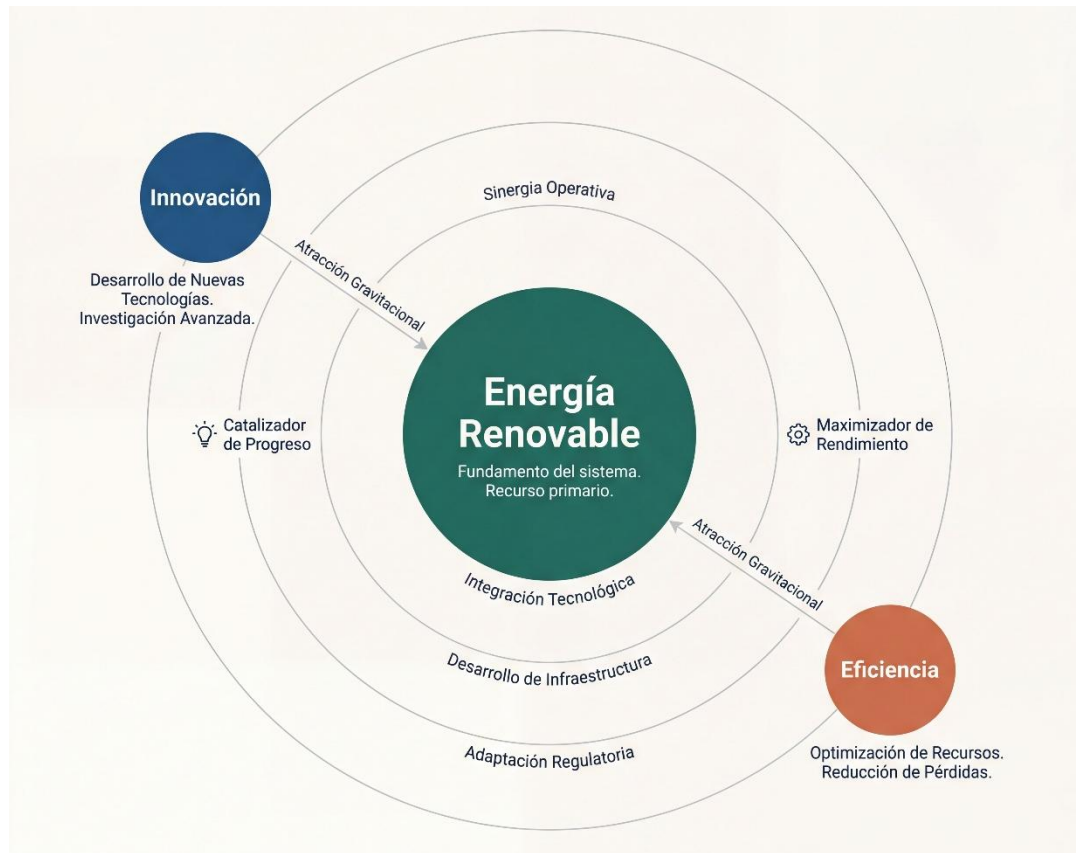 Innovación
Desarrollo de Nuevas
Tecnologías.
Investigación Avanzada.
Sinergia Operativa
Atracción Gravitacional
Energía
Renovable
Fundamento del sistema.
Recurso primario.
Catalizador
de Progreso
Maximizador de
Rendimiento
Atracción Gravitacional
Integración Tecnológica
Desarrollo de Infraestructura
Adaptación Regulatoria
Eficiencia
Optimización de Recursos.
Reducción de Pérdidas.